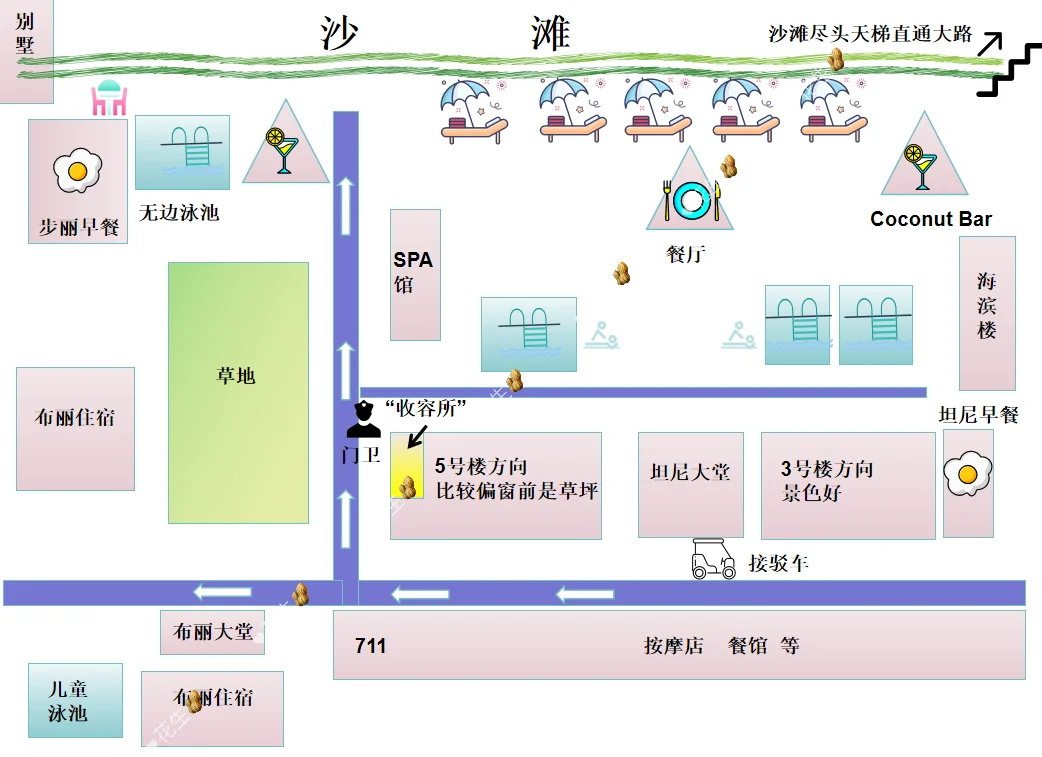 别
墅
沙 滩
沙滩尽头天梯直通大路
步丽早餐
无边泳池
Coconut Bar
餐厅
SPA
馆
海
滨
楼
草地
布丽住宿
“收容所”
门卫
5号楼方向
比较偏窗前是草坪
坦尼大堂
3号楼方向
景色好
坦尼早餐
接驳车
布丽大堂
711
按摩店 餐馆 等
儿童
泳池
布丽住宿
花生